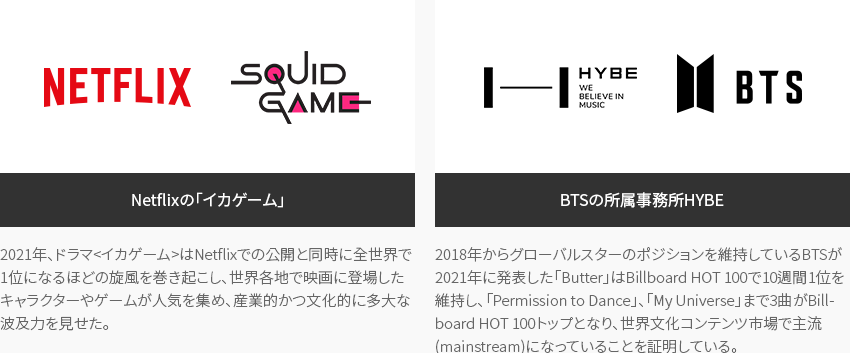 NETFLIX
SQUID
GAME
HYBE
WE
BELIEVE IN
MUSIC
BTS
Netflixの「イカゲーム」
2021年、ドラマ<イカゲーム>はNetflixでの公開と同時に全世界で
1位になるほどの旋風を巻き起こし、世界各地で映画に登場した
キャラクターやゲームが人気を集め、産業的かつ文化的に多大な
波及力を見せた。
BTSの所属事務所HYBE
2018年からグローバルスターのポジションを維持しているBTSが
2021年に発表した「Butter」はBillboard HOT 100で10週間1位を
維持し、「Permission to Dance」、「My Universe」まで3曲がBill-
board HOT 100トップとなり、世界文化コンテンツ市場で主流
(mainstream)になっていることを証明している。